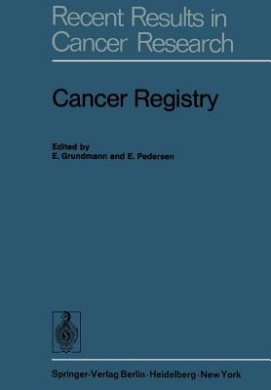 Recent Results in
Cancer Research
Cancer Registry
Edited by
E. Grundmann and E. Pedersen
Springer-Verlag Berlin · Heidelberg · New York